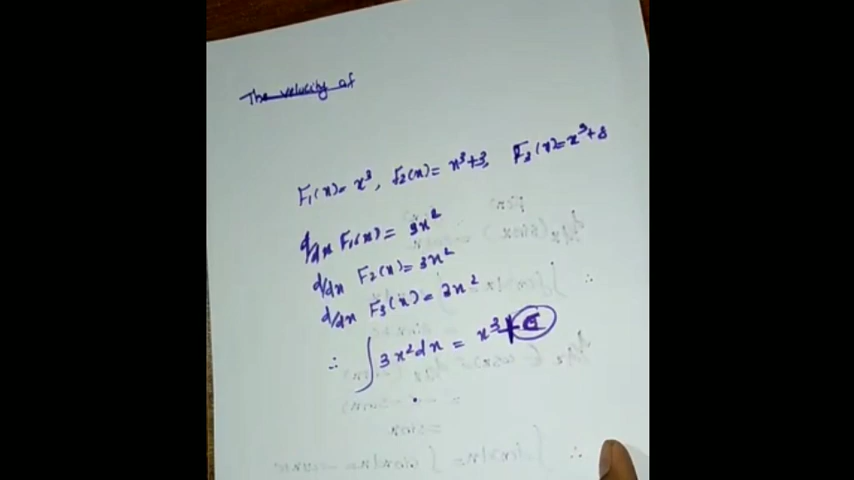 The velocity of
F₁(x)= x³, F₂(x)= x³+3, F₃(x)=x³+8
d/dx F₁(x)= 3x²
d/dx F₂(x)=3x²
d/dx F₃(x)=3x²
∴ ∫3x²dx = x³+C